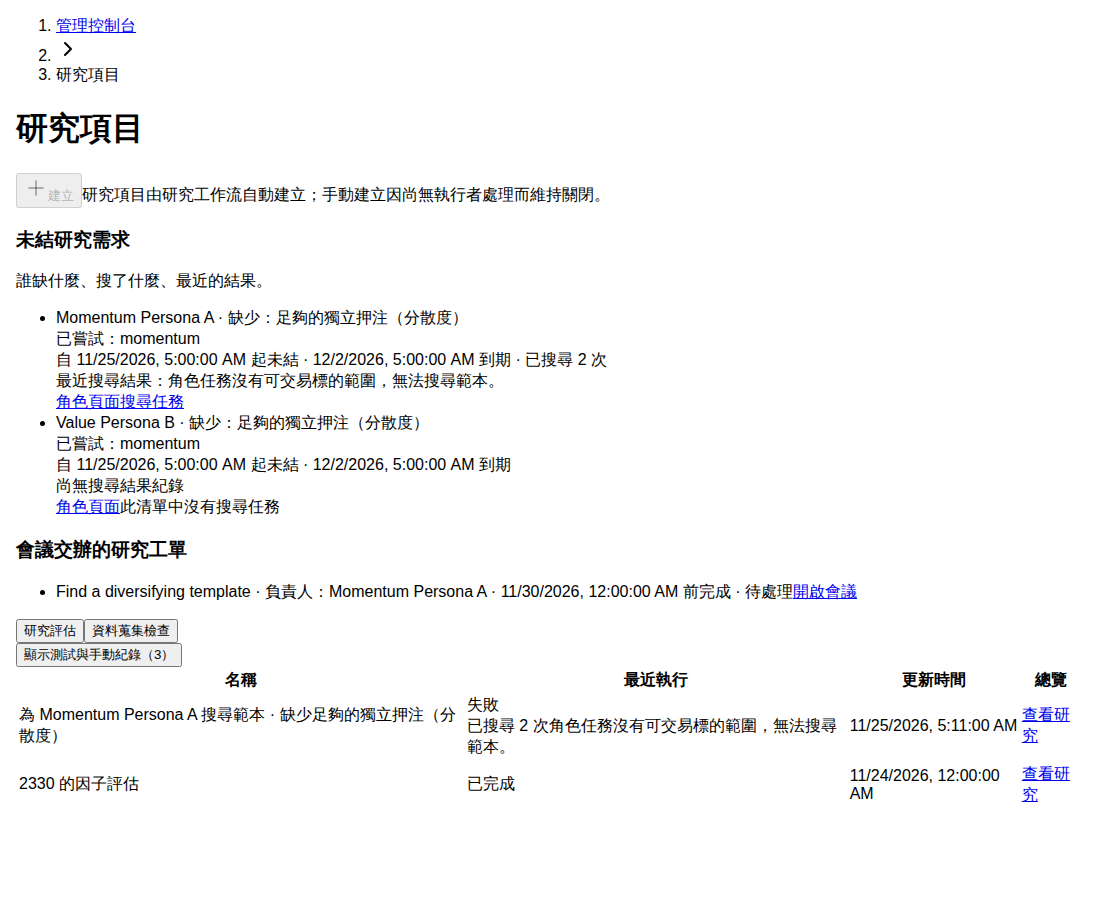 1. 管理控制台
2.
3. 研究項目
研究項目
建立 研究項目由研究工作流自動建立；手動建立因尚無執行者處理而維持關閉。
未結研究需求
誰缺什麼、搜了什麼、最近的結果。
• Momentum Persona A · 缺少：足夠的獨立押注（分散度）
已嘗試：momentum
自 11/25/2026, 5:00:00 AM 起未結 · 12/2/2026, 5:00:00 AM 到期 · 已搜尋 2 次
最近搜尋結果：角色任務沒有可交易標的範圍，無法搜尋範本。
角色頁面搜尋任務
• Value Persona B · 缺少：足夠的獨立押注（分散度）
已嘗試：momentum
自 11/25/2026, 5:00:00 AM 起未結 · 12/2/2026, 5:00:00 AM 到期
尚無搜尋結果紀錄
角色頁面此清單中沒有搜尋任務
會議交辦的研究工單
• Find a diversifying template · 負責人：Momentum Persona A · 11/30/2026, 12:00:00 AM 前完成 · 待處理開啟會議
研究評估 資料蒐集檢查
顯示測試與手動紀錄（3）
名稱 最近執行 更新時間 總覽
為 Momentum Persona A 搜尋範本 · 缺少足夠的獨立押注（分
散度）
失敗
已搜尋 2 次角色任務沒有可交易標的範圍，無法搜尋
範本。
11/25/2026, 5:11:00 AM
查看研
究
2330 的因子評估
已完成
11/24/2026, 12:00:00
AM
查看研
究